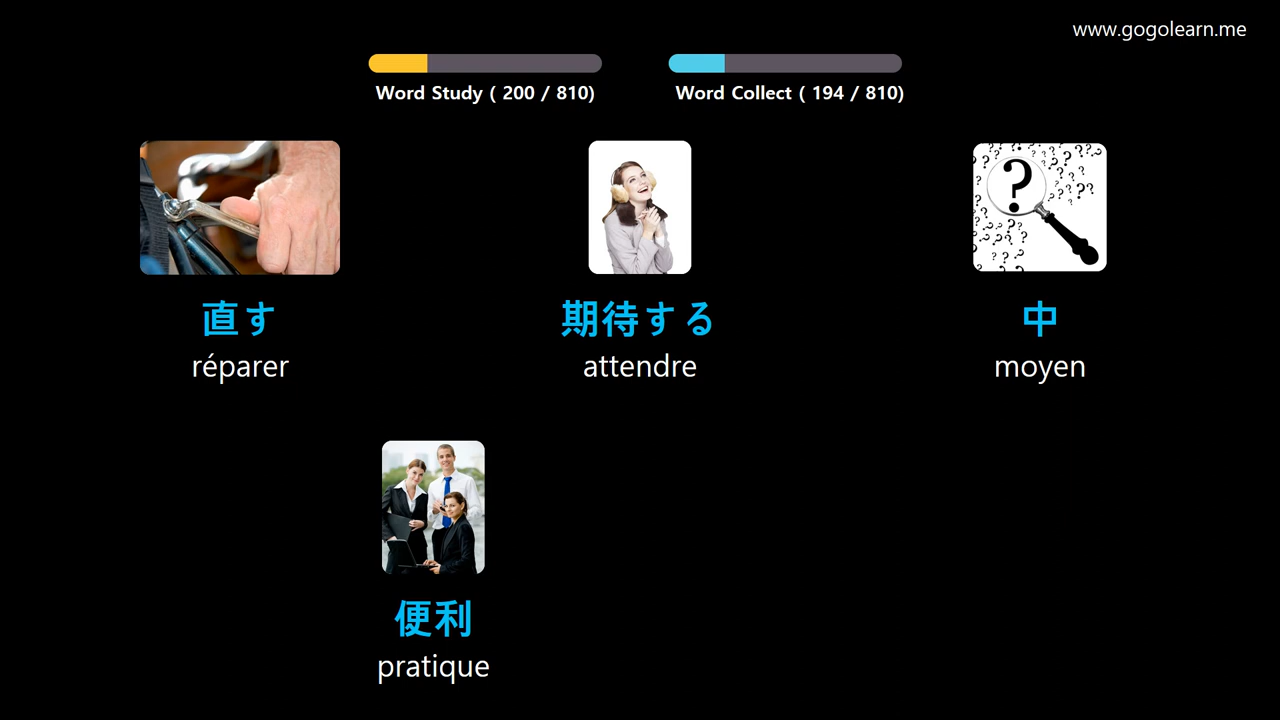 www.gogolearn.me
Word Study ( 200 / 810)
Word Collect ( 194 / 810)
直す
réparer
期待する
attendre
中
moyen
便利
pratique